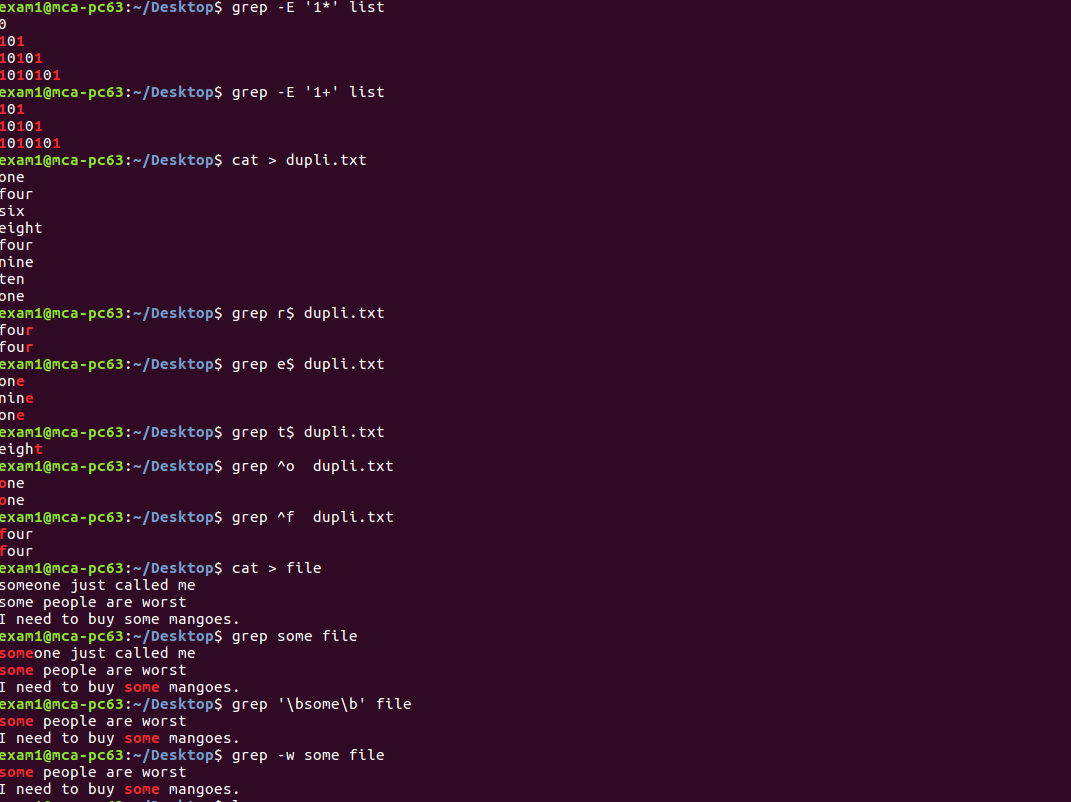 exam1@mca-pc63:~/Desktop$ grep -E '1*' list
0
101
10101
1010101
exam1@mca-pc63:~/Desktop$ grep -E '1+' list
101
10101
1010101
exam1@mca-pc63:~/Desktop$ cat > dupli.txt
one
four
six
eight
four
nine
ten
one
exam1@mca-pc63:~/Desktop$ grep r$ dupli.txt
four
four
exam1@mca-pc63:~/Desktop$ grep e$ dupli.txt
one
nine
one
exam1@mca-pc63:~/Desktop$ grep t$ dupli.txt
eight
exam1@mca-pc63:~/Desktop$ grep ^o  dupli.txt
one
one
exam1@mca-pc63:~/Desktop$ grep ^f  dupli.txt
four
four
exam1@mca-pc63:~/Desktop$ cat > file
someone just called me
some people are worst
I need to buy some mangoes.
exam1@mca-pc63:~/Desktop$ grep some file
someone just called me
some people are worst
I need to buy some mangoes.
exam1@mca-pc63:~/Desktop$ grep '\bsome\b' file
some people are worst
I need to buy some mangoes.
exam1@mca-pc63:~/Desktop$ grep -w some file
some people are worst
I need to buy some mangoes.